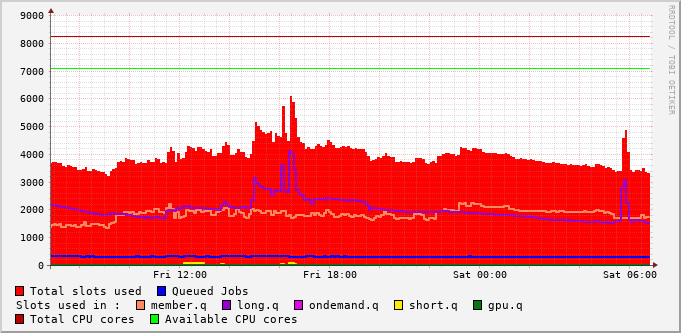 9000
8000
7000
6000
5000
4000
3000
2000
1000
0
Fri 12:00 Fri 18:00 Sat 00:00 Sat 06:00
RRDTOOL / TOBI OETIKER
Total slots used Queued Jobs
Slots used in : member.q long.q ondemand.q short.q gpu.q
Total CPU cores Available CPU cores